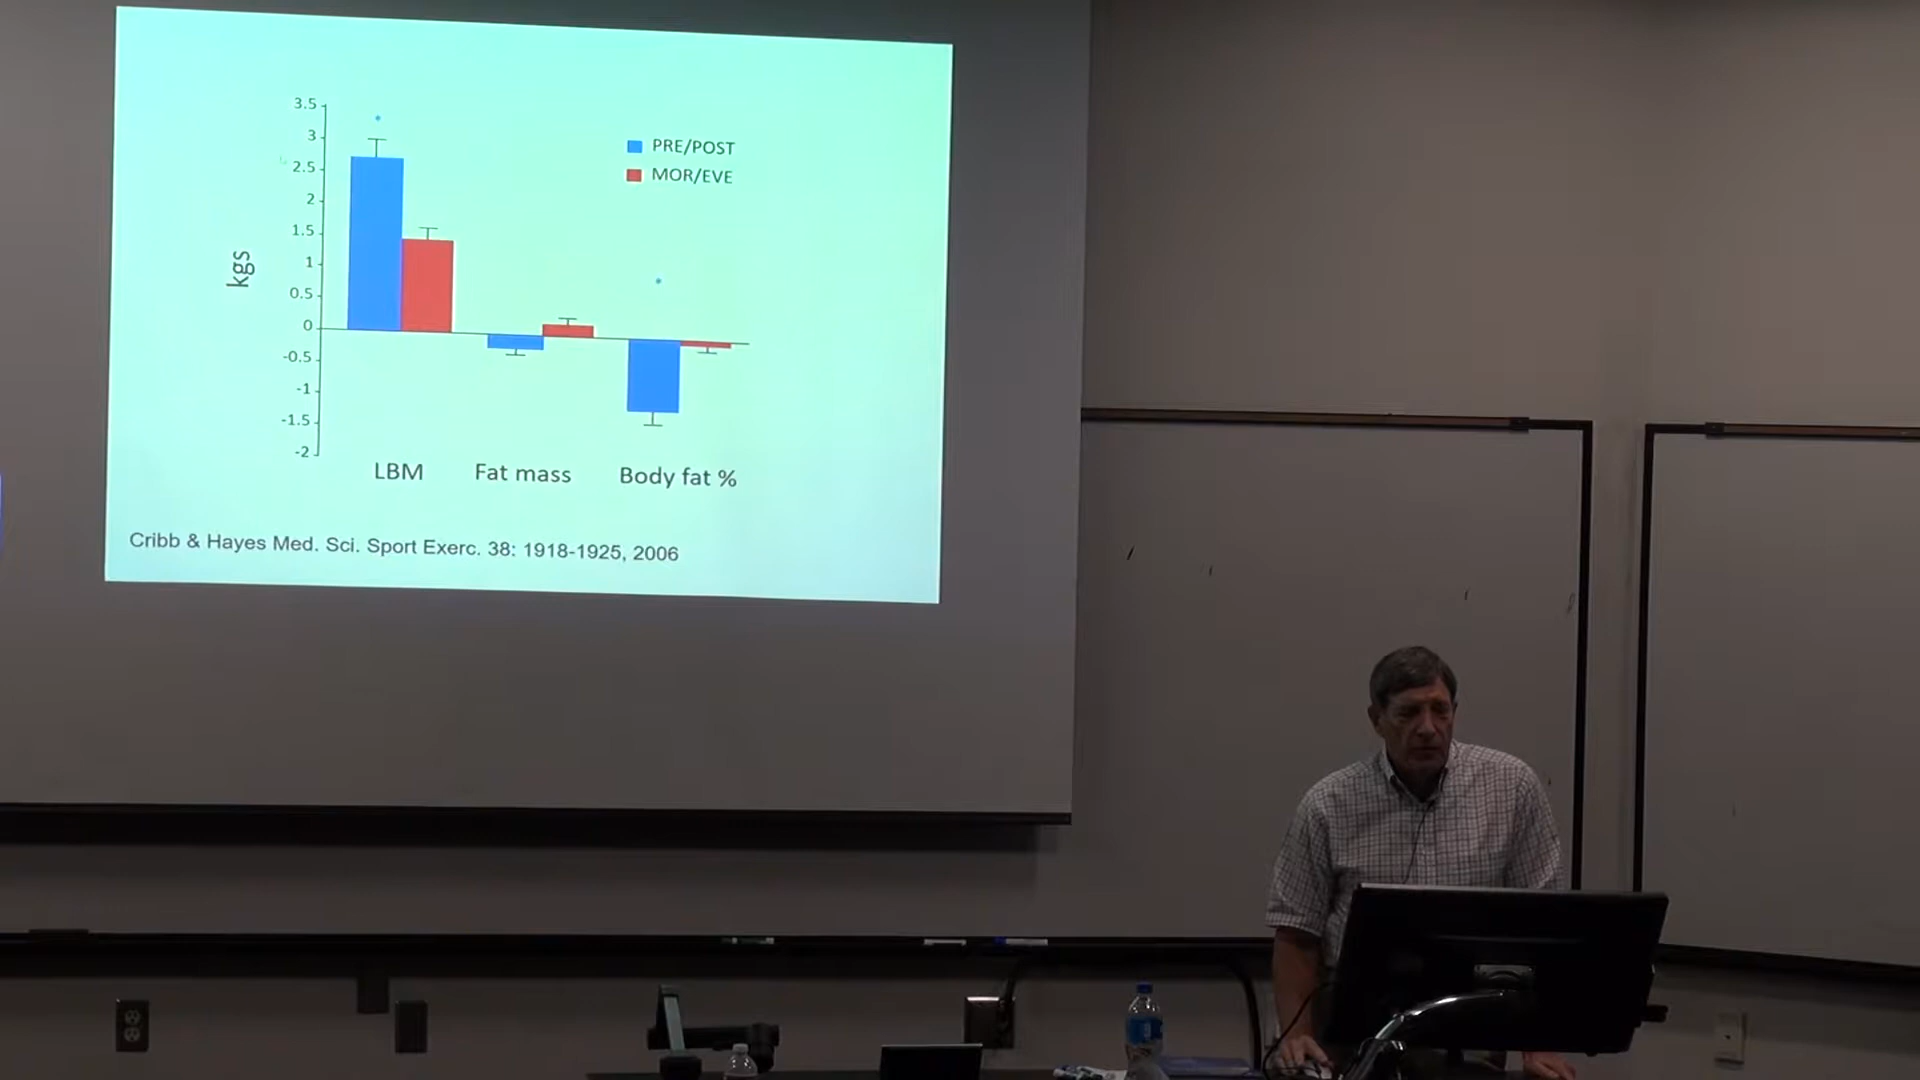 3.5
3
2.5
2
1.5
1
0.5
0
-0.5
-1
-1.5
-2
kgs
PRE/POST
MOR/EVE
LBM Fat mass Body fat %
Cribb & Hayes Med. Sci. Sport Exerc. 38: 1918-1925, 2006